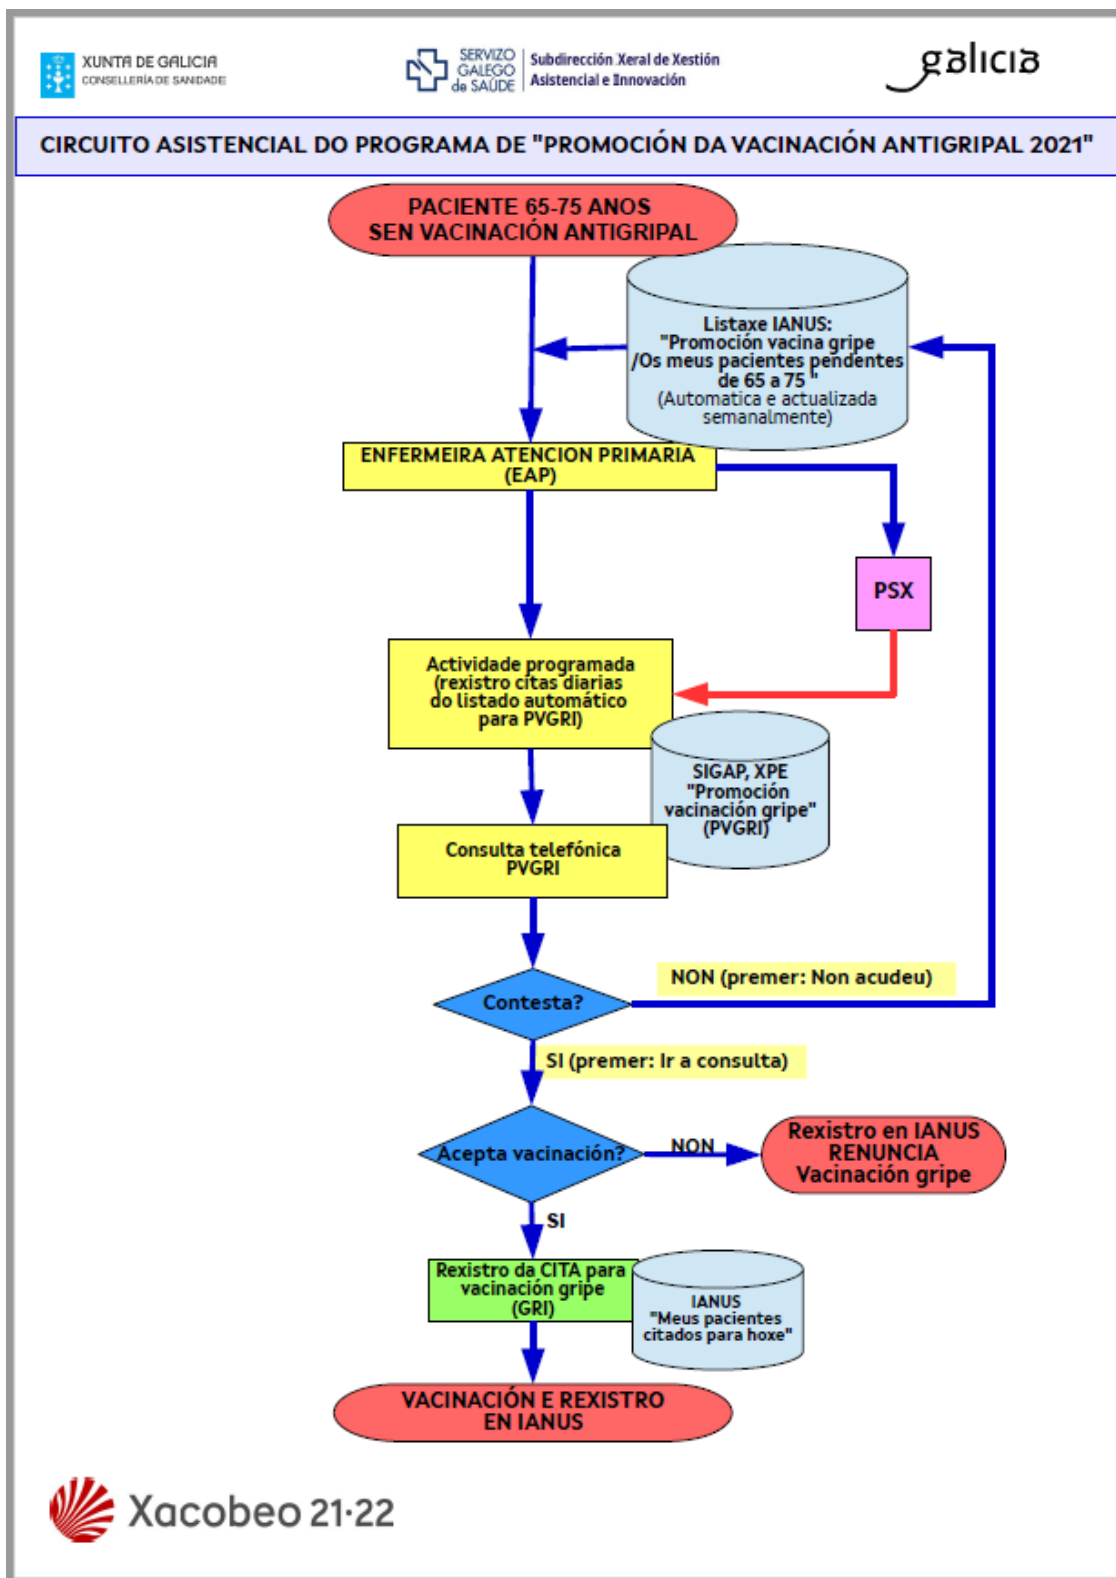 XUNTA DE GALICIA
CONSELLERÍA DE SANIDADE
SERVIZO
GALEGO
de SAÚDE
Subdirección Xeral de Xestión
Asistencial e Innovación
galicia
CIRCUITO ASISTENCIAL DO PROGRAMA DE "PROMOCIÓN DA VACINACIÓN ANTIGRIPAL 2021"
PACIENTE 65-75 ANOS
SEN VACINACIÓN ANTIGRIPAL
Listaxe IANUS:
"Promoción vacina gripe
/Os meus pacientes pendentes
de 65 a 75 "
(Automatica e actualizada
semanalmente)
ENFERMEIRA ATENCION PRIMARIA
(EAP)
PSX
Actividade programada
(rexistro citas diarias
do listado automático
para PVGRI)
SIGAP, XPE
"Promoción
vacinación gripe"
(PVGRI)
Consulta telefónica
PVGRI
NON (premer: Non acudeu)
Contesta?
SI (premer: Ir a consulta)
Acepta vacinación?
NON
Rexistro en IANUS
RENUNCIA
Vacinación gripe
SI
Rexistro da CITA para
vacinación gripe
(GRI)
IANUS
"Meus pacientes
citados para hoxe"
VACINACIÓN E REXISTRO
EN IANUS
Xacobeo 21·22